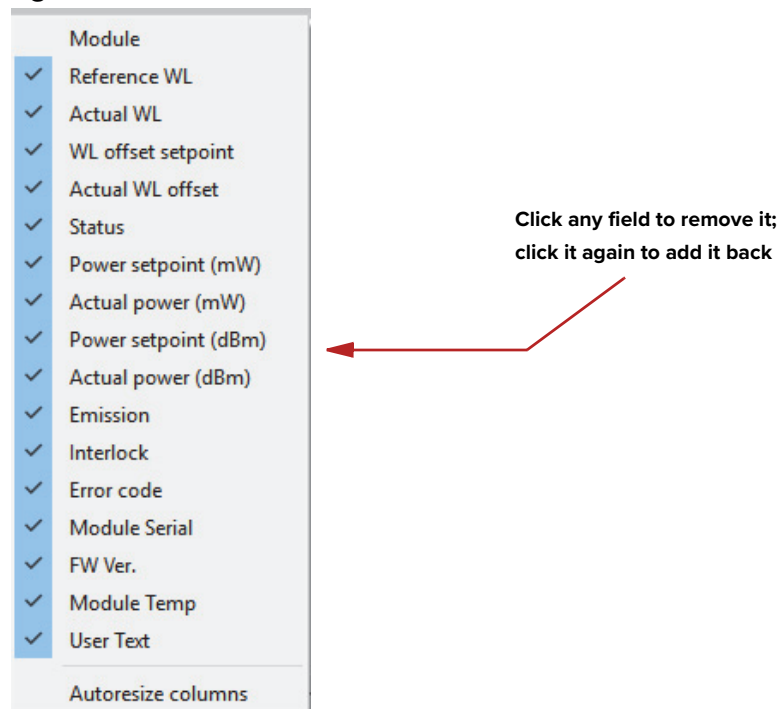 Module
Reference WL
Actual WL
WL offset setpoint
Actual WL offset
Status
Power setpoint (mW)
Actual power (mW)
Power setpoint (dBm)
Actual power (dBm)
Emission
Interlock
Error code
Module Serial
FW Ver.
Module Temp
User Text
Autoresize columns
Click any field to remove it;
click it again to add it back